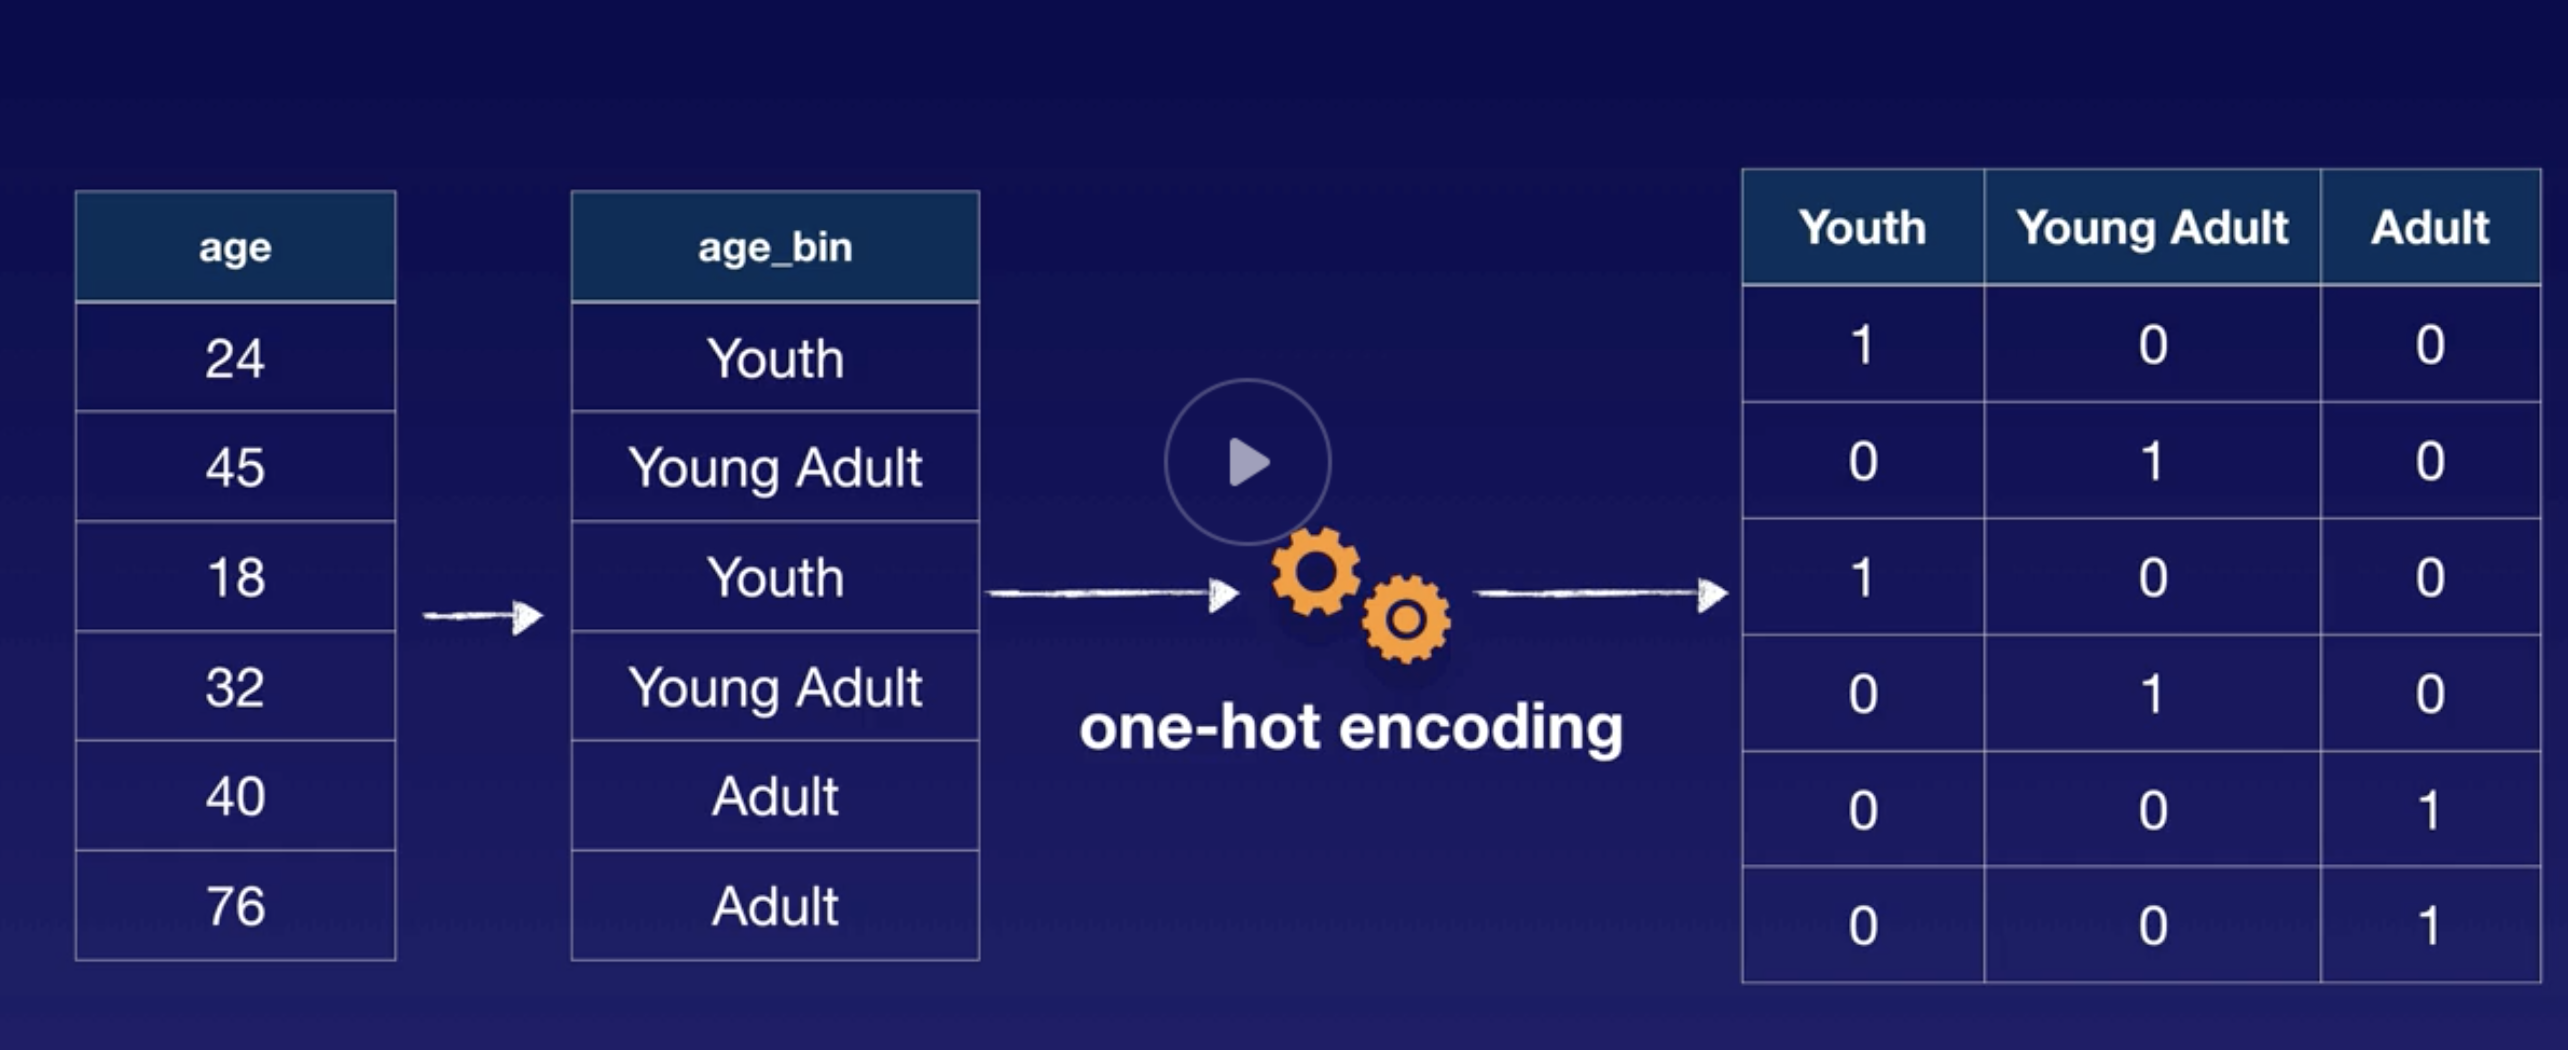 age
24
45
18
32
40
76
age_bin
Youth
Young Adult
Youth
Young Adult
Adult
Adult
one-hot encoding
Youth Young Adult Adult
1 0 0
0 1 0
1 0 0
0 1 0
0 0 1
0 0 1